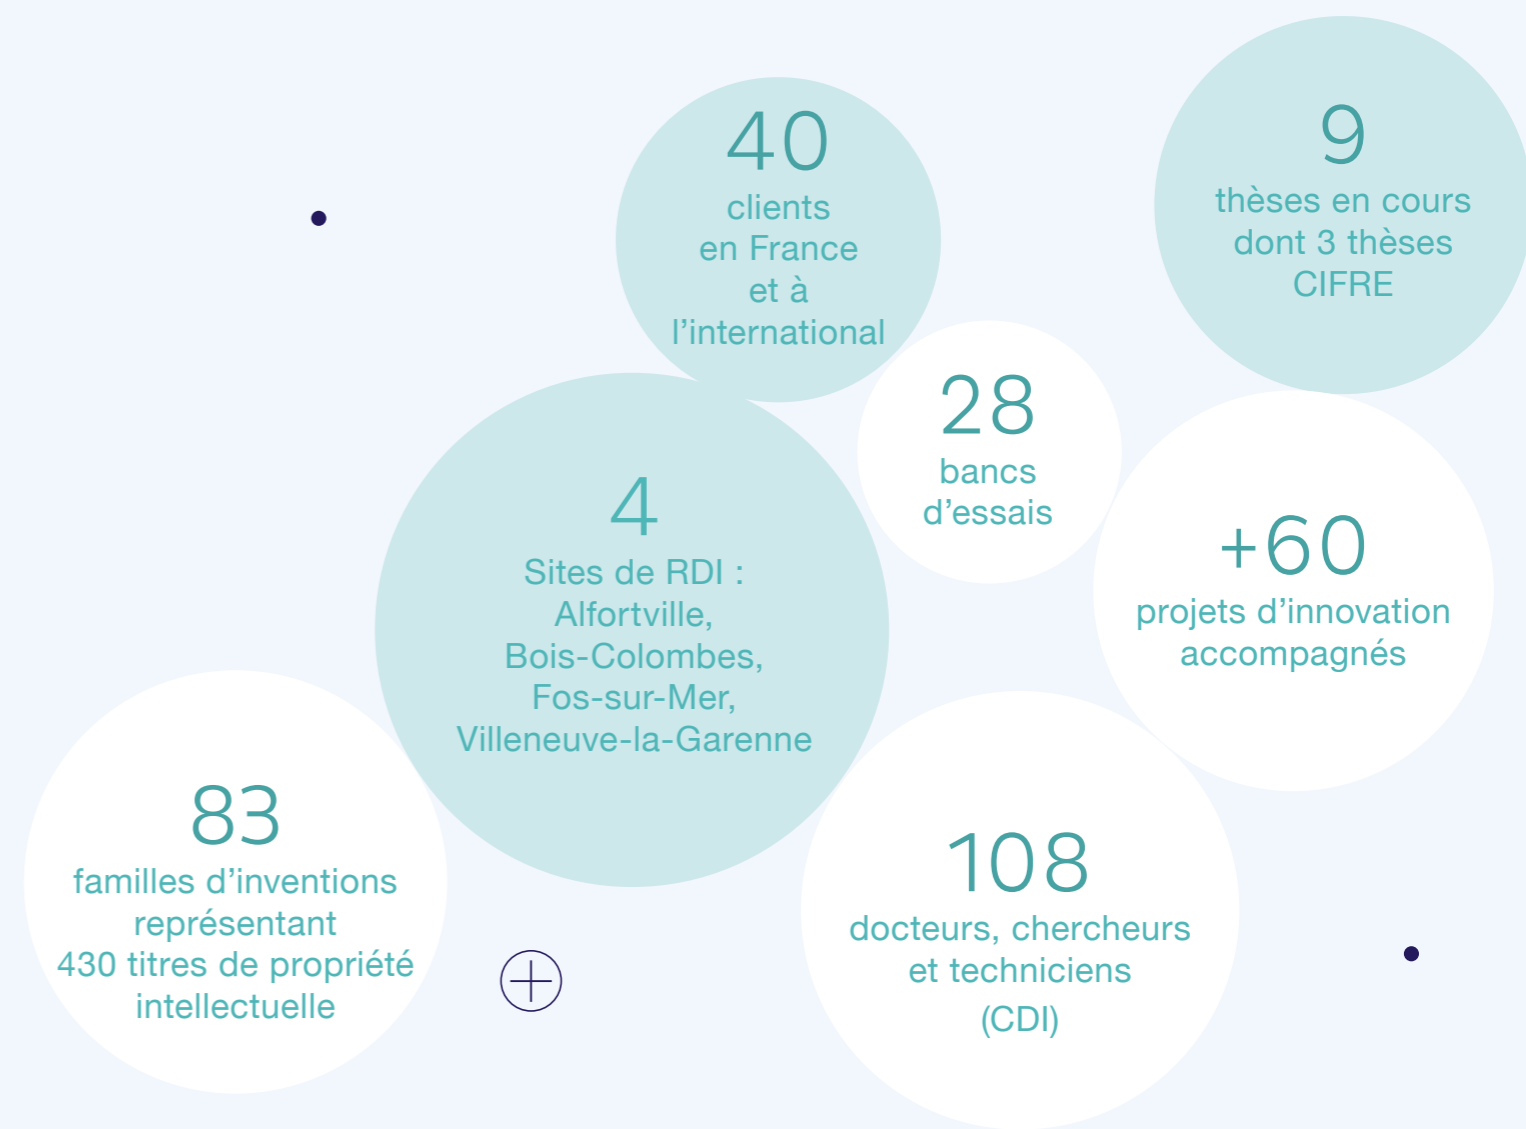 40
clients
en France
et à
l’international
9
thèses en cours
dont 3 thèses
CIFRE
28
bancs
d’essais
4
Sites de RDI :
Alfortville,
Bois-Colombes,
Fos-sur-Mer,
Villeneuve-la-Garenne
+60
projets d’innovation
accompagnés
83
familles d’inventions
représentant
430 titres de propriété
intellectuelle
108
docteurs, chercheurs
et techniciens
(CDI)